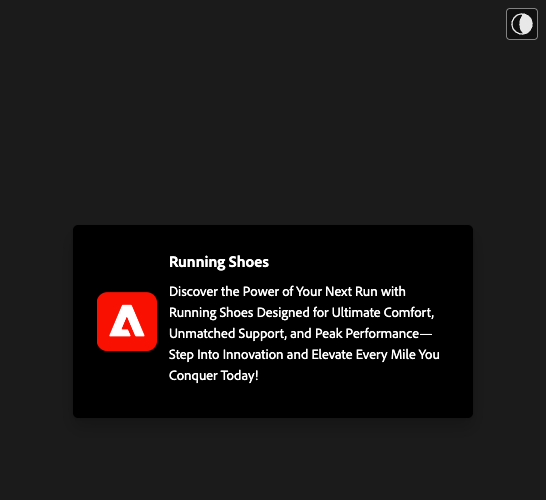 Running Shoes
Discover the Power of Your Next Run with
Running Shoes Designed for Ultimate Comfort,
Unmatched Support, and Peak Performance—
Step Into Innovation and Elevate Every Mile You
Conquer Today!